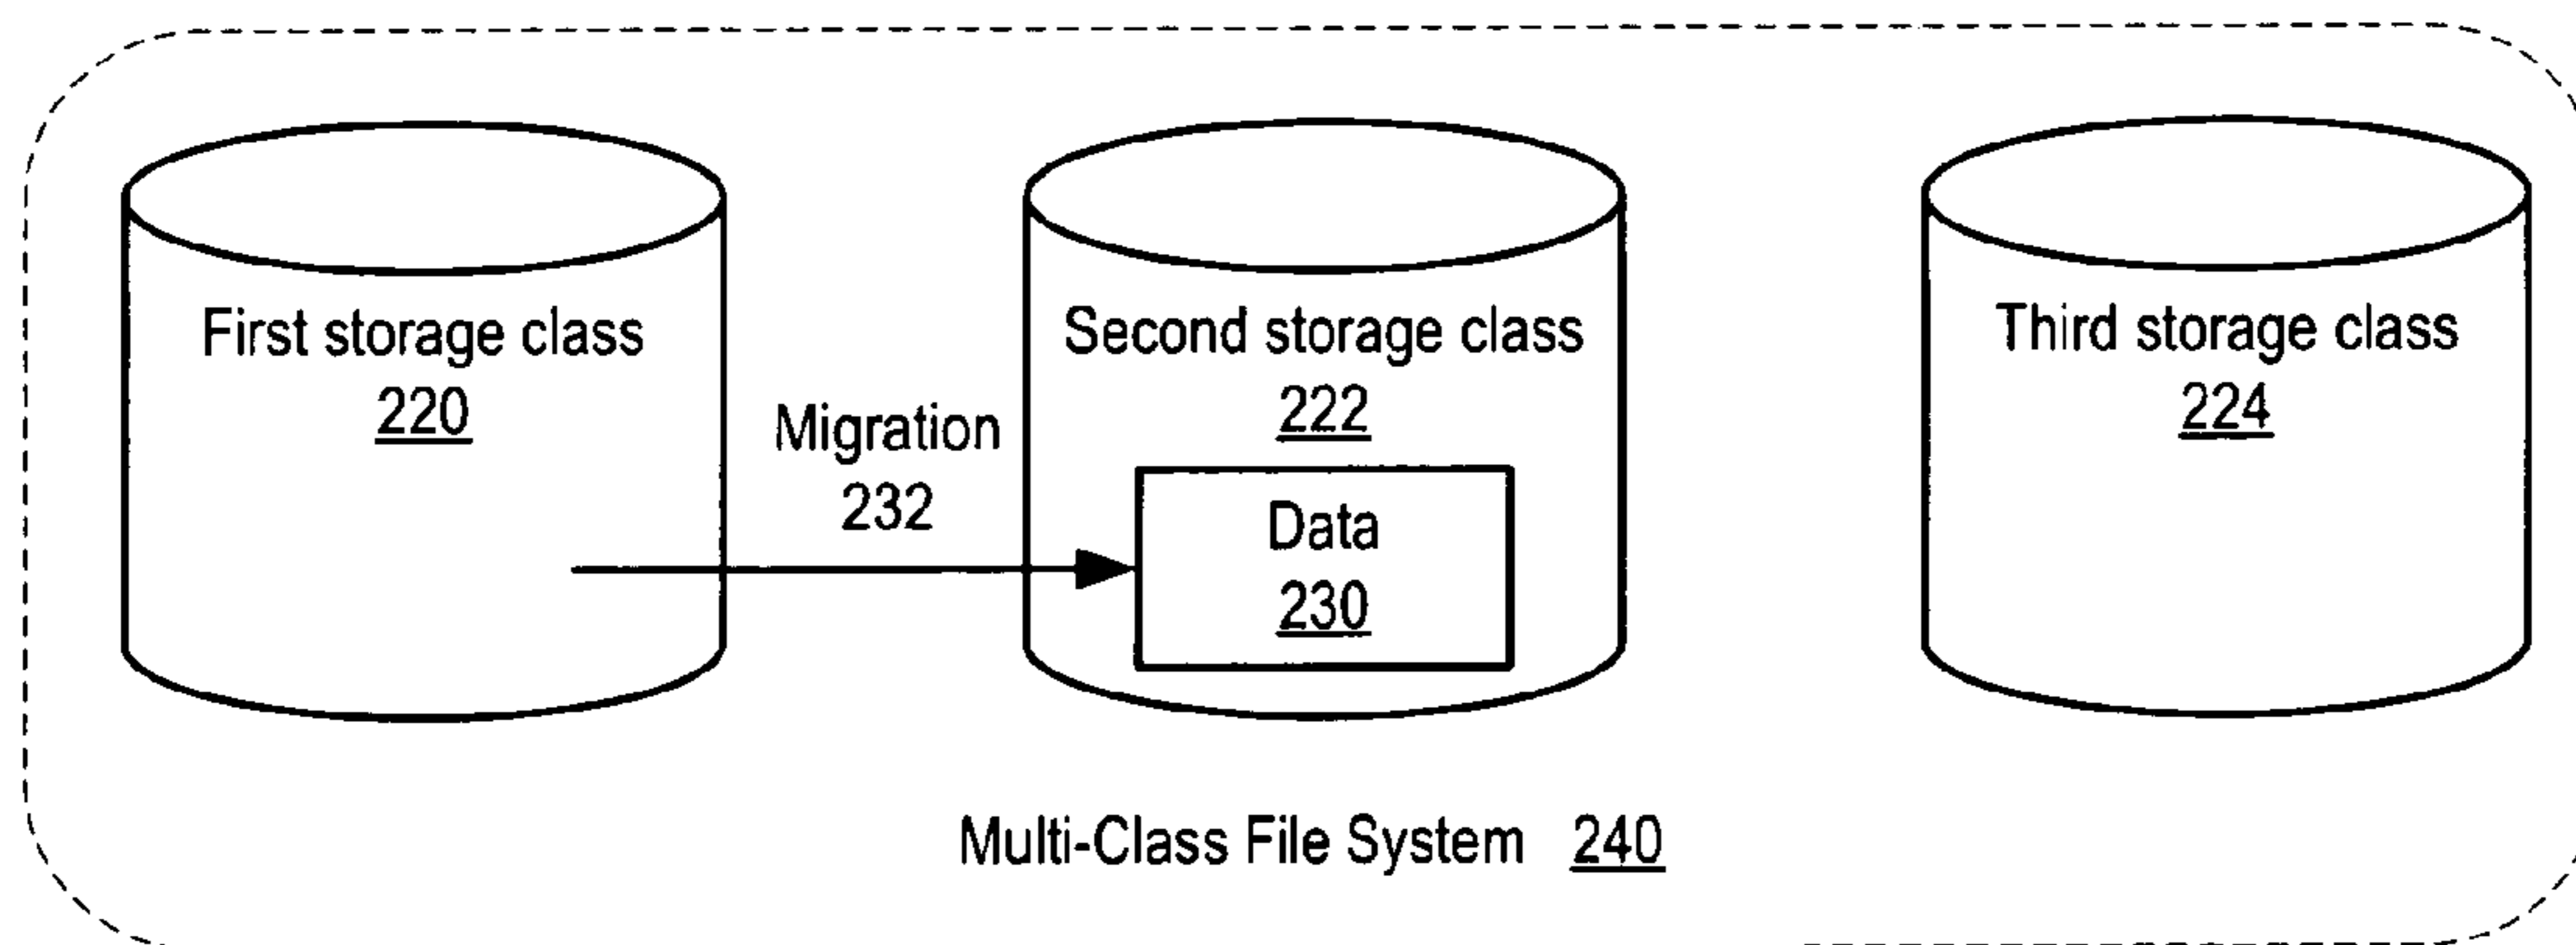 First storage class
220
Migration
232
Second storage class
222
Data
230
Third storage class
224
Multi-Class File System 240